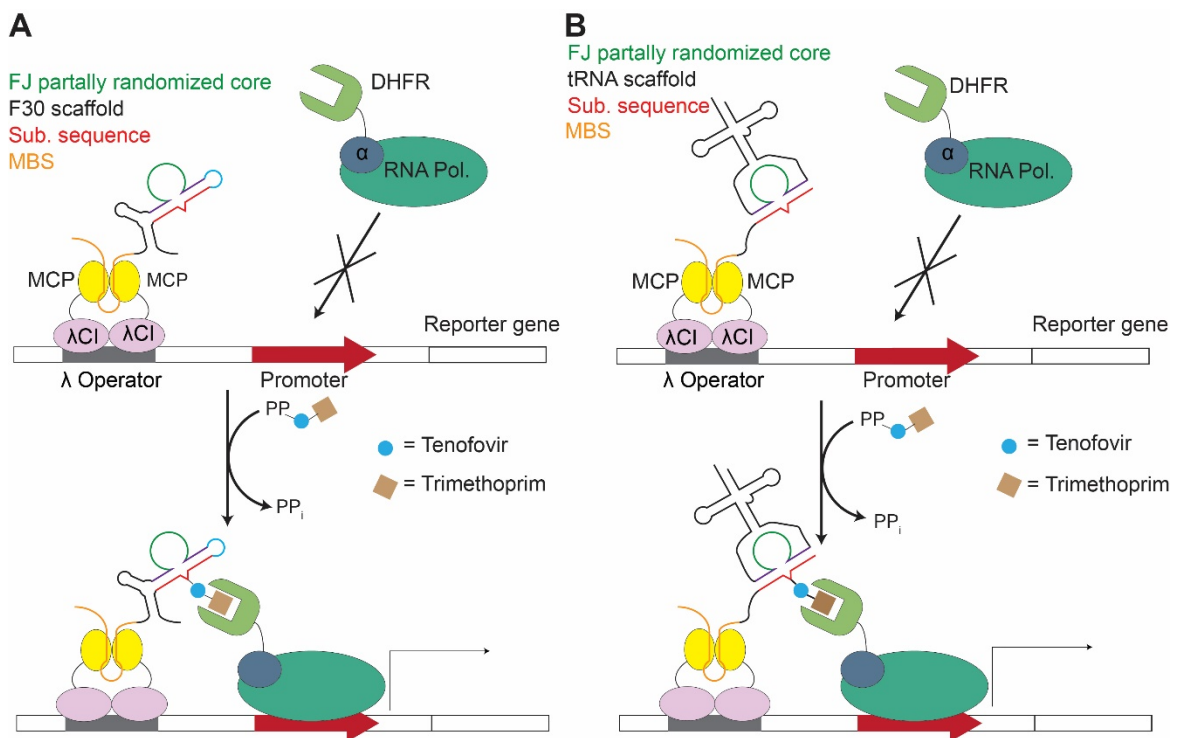 A
FJ partially randomized core
F30 scaffold
Sub. sequence
MBS
DHFR
α
RNA Pol.
MCP
MCP
λCI
λCI
Reporter gene
λ Operator
Promoter
PP
= Tenofovir
= Trimethoprim
PPi
B
FJ partially randomized core
tRNA scaffold
Sub. sequence
MBS
DHFR
α
RNA Pol.
MCP
MCP
λCI
λCI
Reporter gene
λ Operator
Promoter
PP
= Tenofovir
= Trimethoprim
PPi